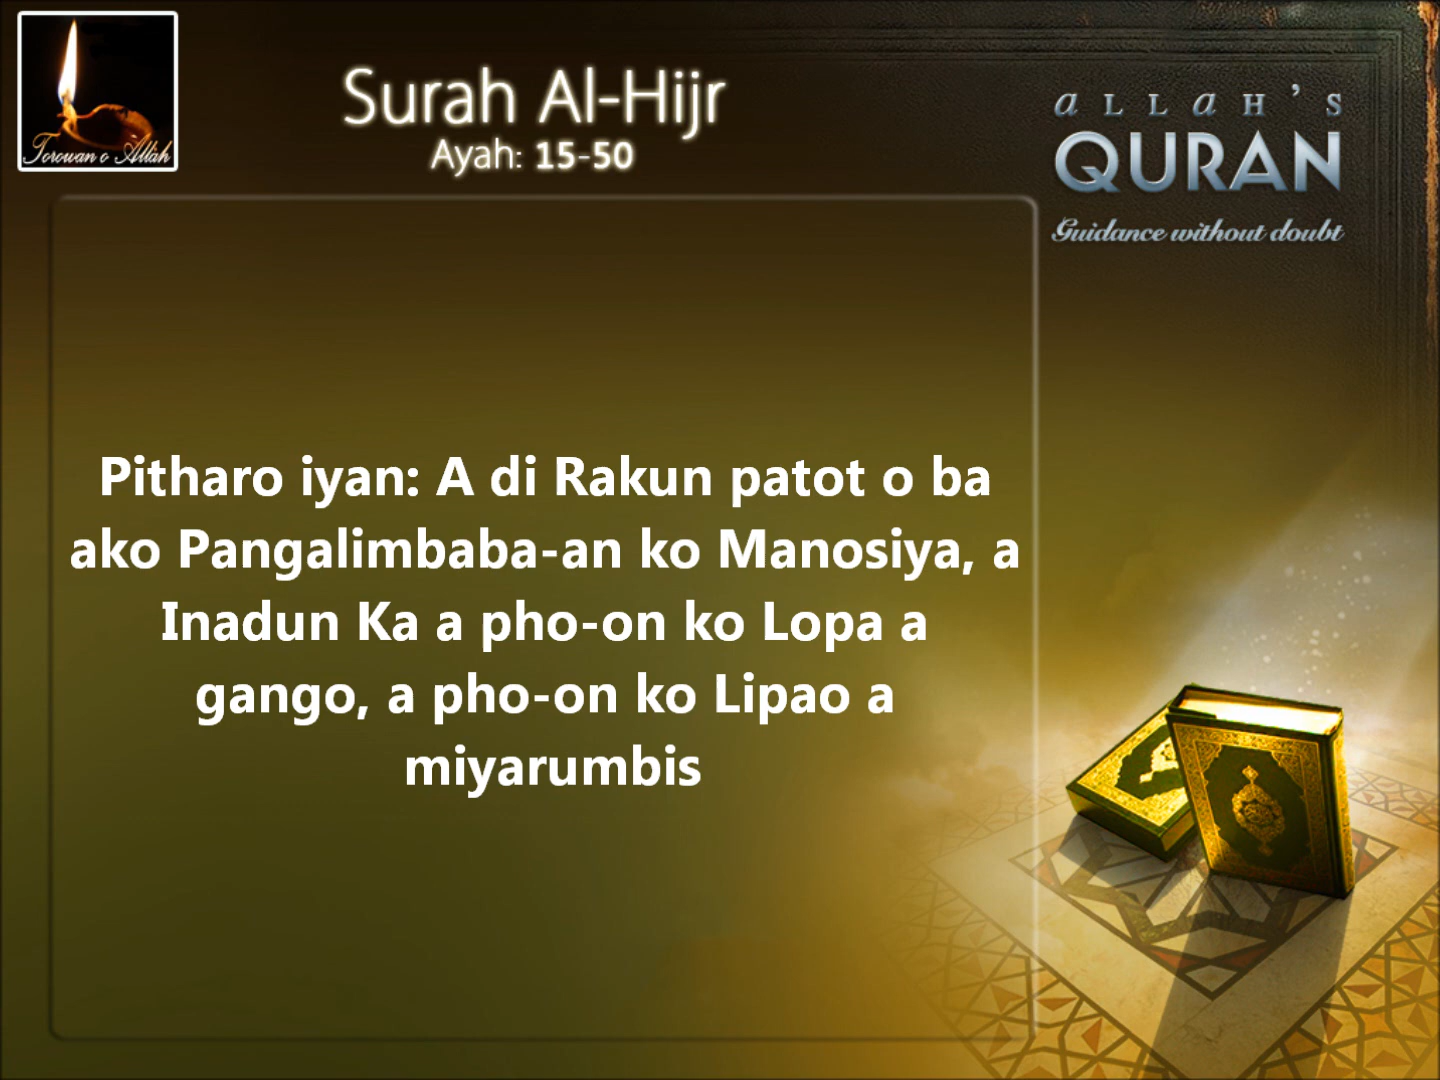 Torowan o Allah
Surah Al-Hijr
Ayah: 15-50
aLLaH's
QURAN
Guidance without doubt
Pitharo iyan: A di Rakun patot o ba
ako Pangalimbaba-an ko Manosiya, a
Inadun Ka a pho-on ko Lopa a
gango, a pho-on ko Lipao a
miyarumbis